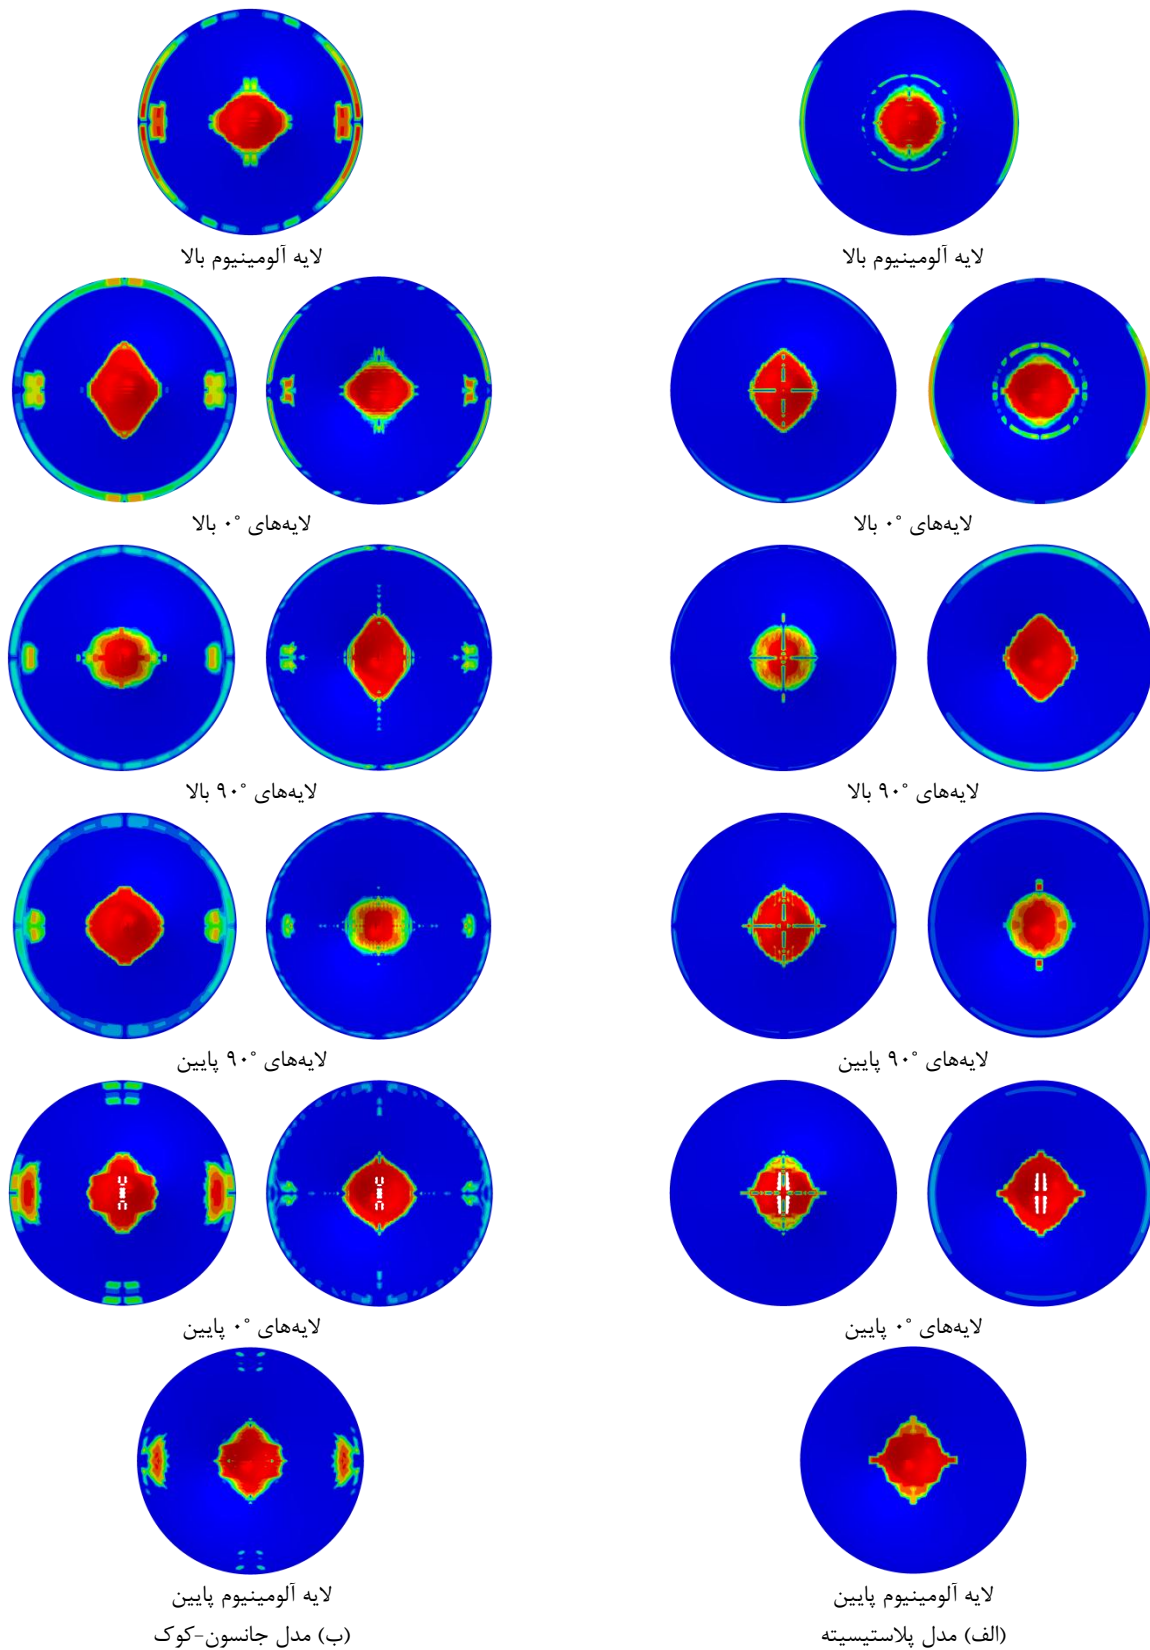 لایه آلومینیوم بالا
لایه آلومینیوم بالا
لایه‌های ۰° بالا
لایه‌های ۰° بالا
لایه‌های ۹۰° بالا
لایه‌های ۹۰° بالا
لایه‌های ۹۰° پایین
لایه‌های ۹۰° پایین
لایه‌های ۰° پایین
لایه‌های ۰° پایین
لایه آلومینیوم پایین
لایه آلومینیوم پایین
(الف) مدل پلاستیسیته
(ب) مدل جانسون-کوک